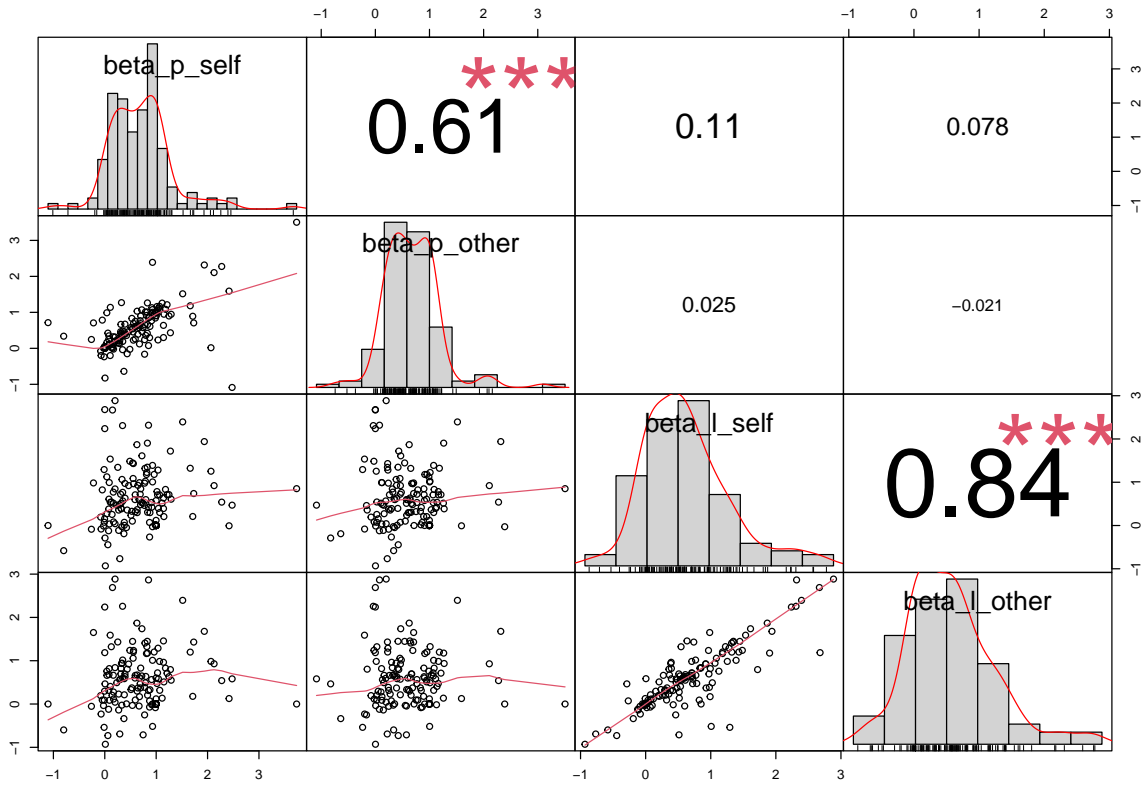 −1 0 1 2 3
−1 0 1 2 3
beta_p_self
0.61 ***
0.11
0.078
−1 0 1 2 3
−1 0 1 2 3
beta_p_other
0.025
−0.021
beta_l_self
0.84 ***
−1 0 1 2 3
−1 0 1 2 3
beta_l_other
−1 0 1 3
−1 0 1 2 3